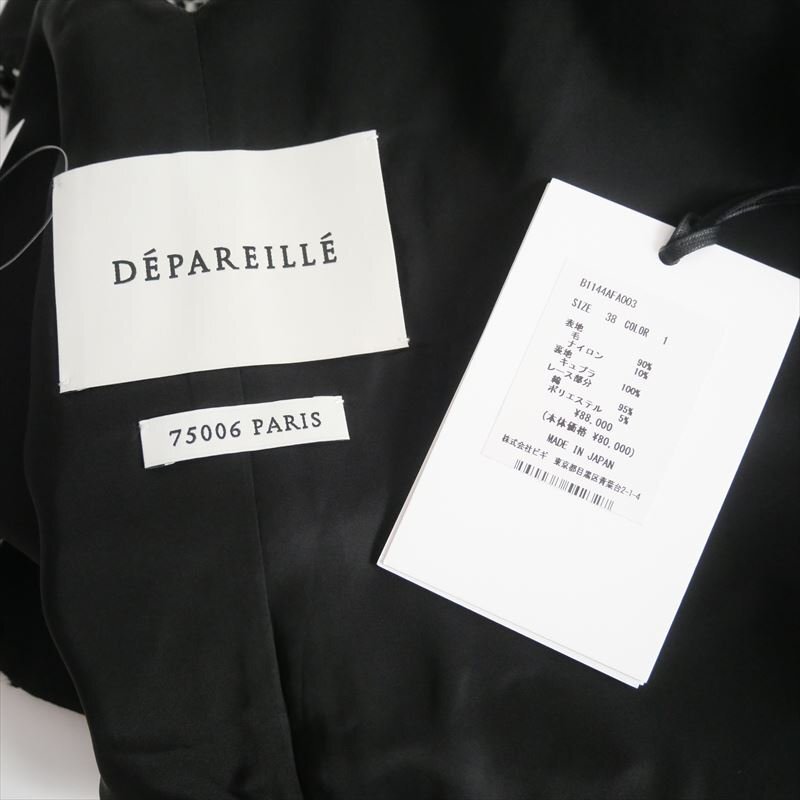 DÉPAREILLÉ
75006 PARIS
B1144AFA003
SIZE 38 COLOR 1
表地
毛 90%
ナイロン 10%
裏地
キュプラ 100%
レース部分
綿 95%
ポリエステル 5%
¥88,000
(本体価格 ¥80,000)
MADE IN JAPAN
株式会社ビギ 東京都目黒区青葉台2-1-4